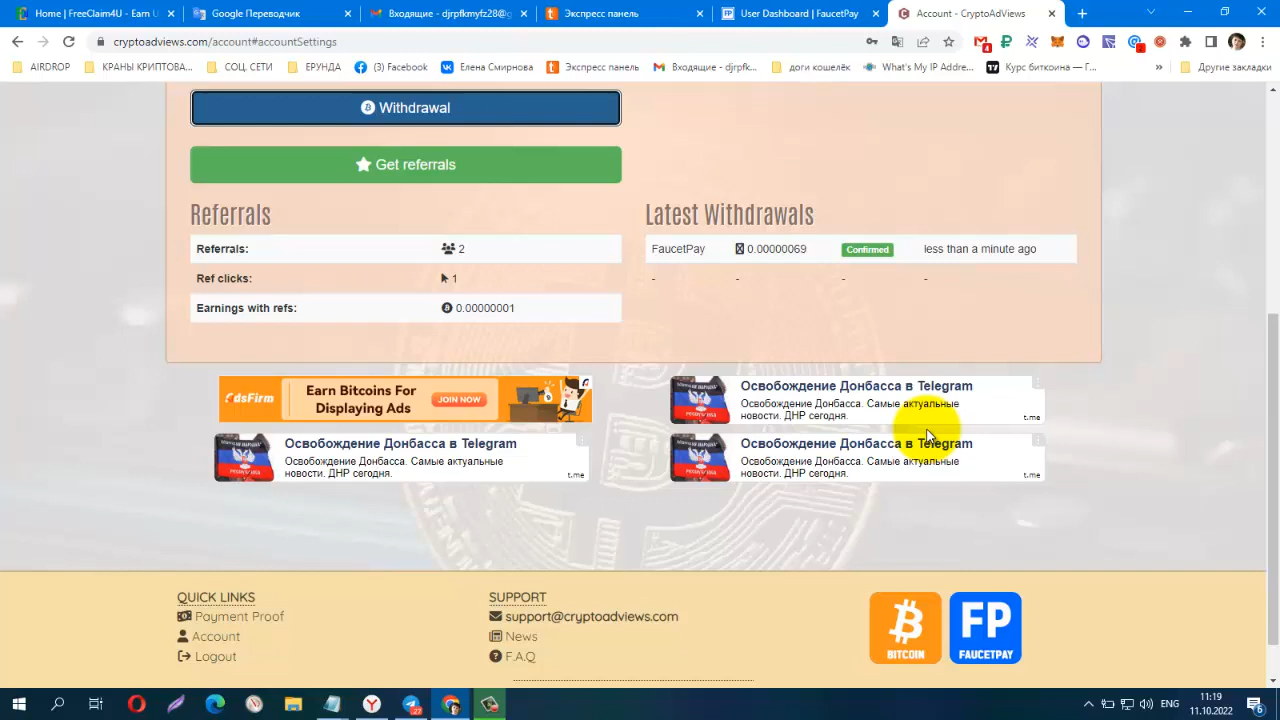 Home | FreeClaim4U - Earn U
Google Переводчик
Входящие - djrpfkmyfz28@g
Экспресс панель
User Dashboard | FaucetPay
Account - CryptoAdViews
cryptoadviews.com/account#accountSettings
AIRDROP
КРАНЫ КРИПТОВА...
СОЦ. СЕТИ
ЕРУНДА
(3) Facebook
Елена Смирнова
Экспресс панель
Входящие - djrpfk...
доги кошелёк
What's My IP Addre...
Курс биткоина — Г...
»
Другие закладки
Withdrawal
Get referrals
Referrals
Latest Withdrawals
Referrals: 2
FaucetPay 0.00000069 Confirmed less than a minute ago
Ref clicks: 1
- - - -
Earnings with refs: 0.00000001
dsFirm
Earn Bitcoins For
Displaying Ads
JOIN NOW
Освобождение Донбасса в Telegram
Освобождение Донбасса. Самые актуальные
новости. ДНР сегодня.
t.me
Освобождение Донбасса в Telegram
Освобождение Донбасса. Самые актуальные
новости. ДНР сегодня.
t.me
Освобождение Донбасса в Telegram
Освобождение Донбасса. Самые актуальные
новости. ДНР сегодня.
t.me
QUICK LINKS
Payment Proof
Account
Logout
SUPPORT
support@cryptoadviews.com
News
F.A.Q
BITCOIN
FP
FAUCETPAY
ENG
11:19
11.10.2022